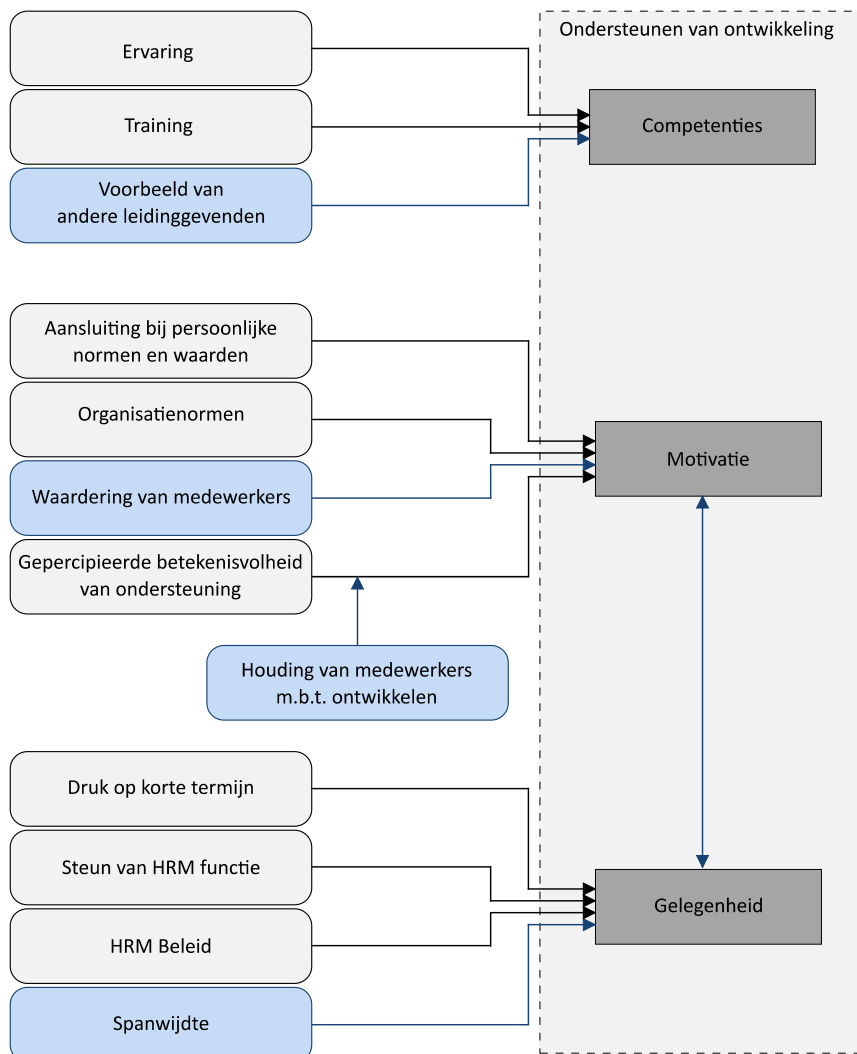 Ondersteunen van ontwikkeling
Ervaring
Training
Voorbeeld van
andere leidinggevenden
Competenties
Aansluiting bij persoonlijke
normen en waarden
Organisatienormen
Waardering van medewerkers
Gepercipieerde betekenisvolheid
van ondersteuning
Motivatie
Houding van medewerkers
m.b.t. ontwikkelen
Druk op korte termijn
Steun van HRM functie
HRM Beleid
Spanwijdte
Gelegenheid